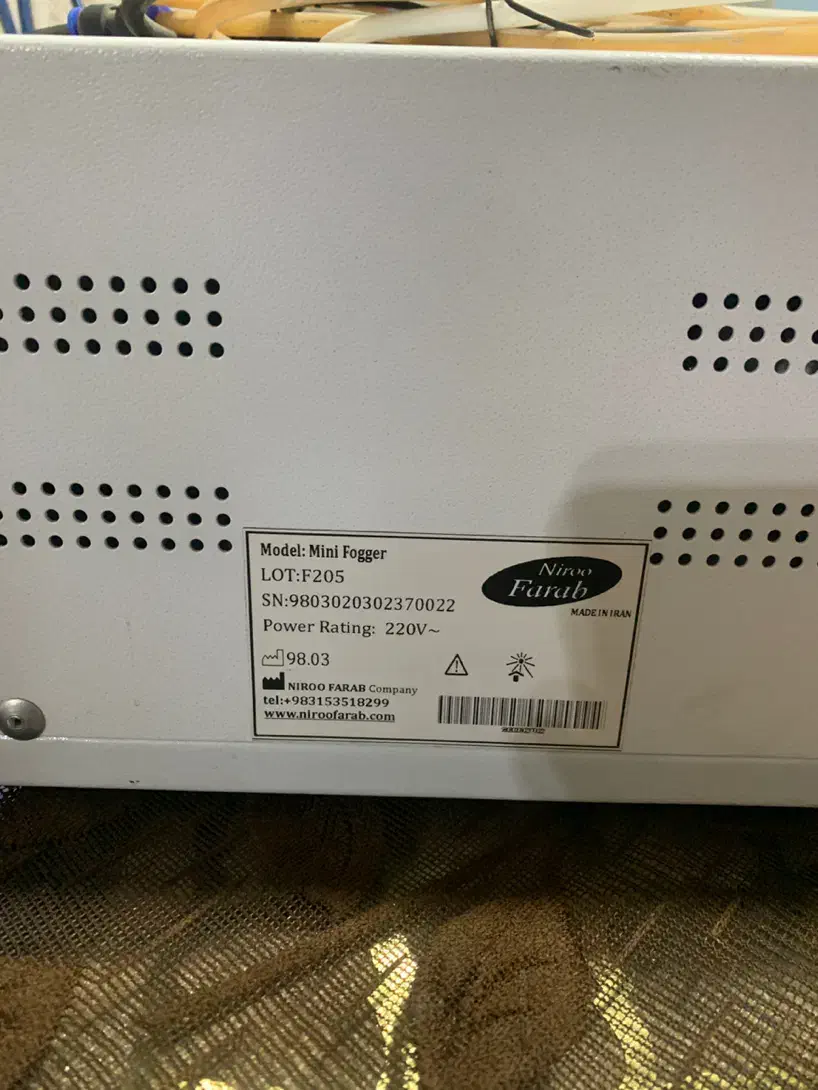 Model: Mini Fogger
LOT:F205
SN:9803020302370022
Power Rating: 220V~
98.03
NIROO FARAB Company
tel:+983153518299
www.niroofarab.com
Niroo
Farab
MADE IN IRAN